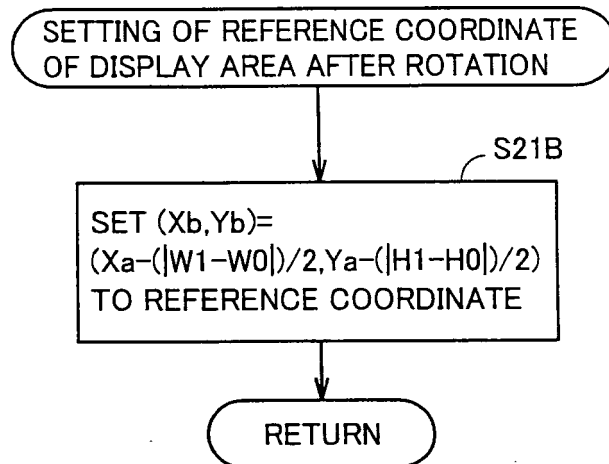 SETTING OF REFERENCE COORDINATE
OF DISPLAY AREA AFTER ROTATION
S21B
SET (Xb,Yb)=
(Xa-(|W1-W0|)/2,Ya-(|H1-H0|)/2)
TO REFERENCE COORDINATE
RETURN